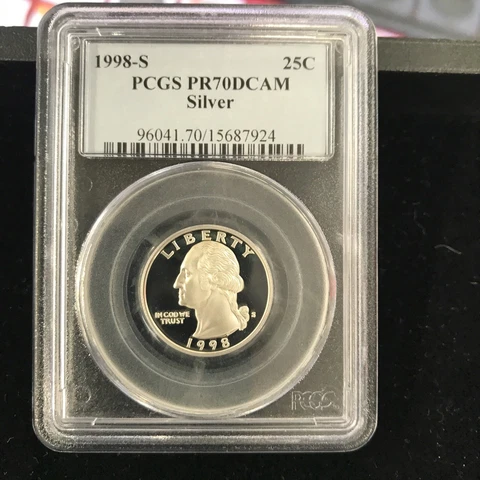 1998-S 25C
PCGS PR70DCAM
Silver
96041.70/15687924
LIBERTY
IN GOD WE
TRUST
S
1998
PCGS